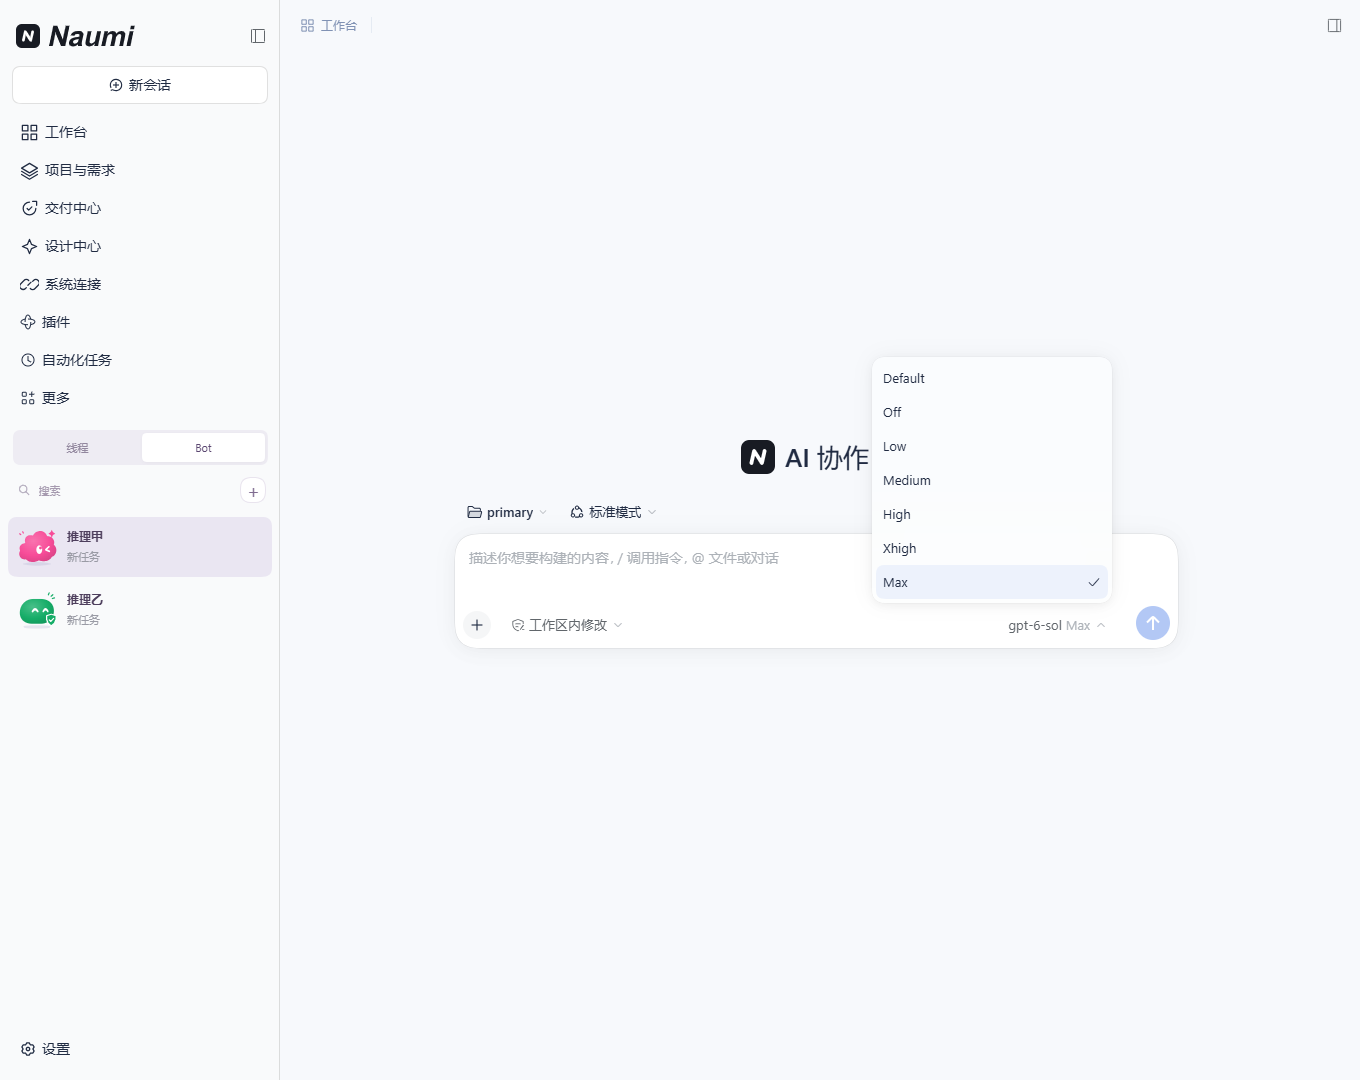 Naumi
新会话
工作台
项目与需求
交付中心
设计中心
系统连接
插件
自动化任务
更多
线程 Bot
搜索
推理甲
新任务
推理乙
新任务
设置
工作台
AI 协作
primary 标准模式
描述你想要构建的内容, / 调用指令, @ 文件或对话
工作区内修改 gpt-6-sol Max
Default
Off
Low
Medium
High
Xhigh
Max